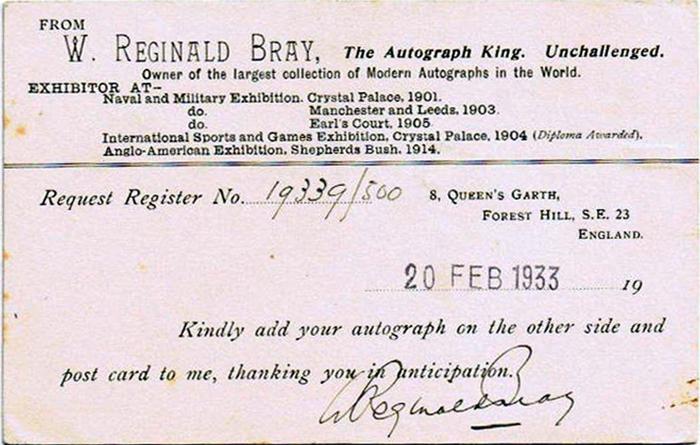 FROM
W. REGINALD BRAY, The Autograph King. Unchallenged.
Owner of the largest collection of Modern Autographs in the World.
EXHIBITOR AT—
Naval and Military Exhibition. Crystal Palace, 1901.
do. Manchester and Leeds, 1903.
do. Earl's Court, 1905.
International Sports and Games Exhibition, Crystal Palace, 1904 (Diploma Awarded).
Anglo-American Exhibition, Shepherds Bush, 1914.
Request Register No. 19339/500
8, QUEEN'S GARTH,
FOREST HILL, S.E. 23
ENGLAND.
20 FEB 1933 19
Kindly add your autograph on the other side and
post card to me, thanking you in anticipation.
W Reginald Bray